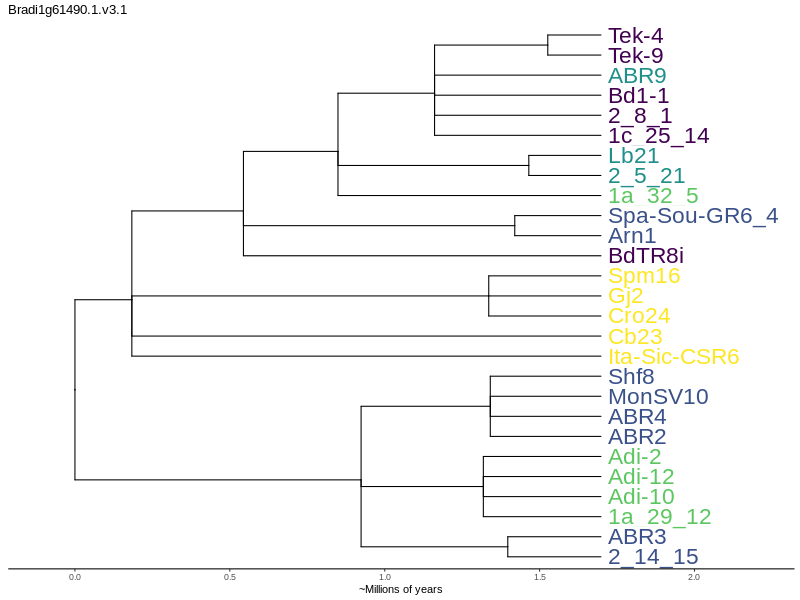 Bradi1g61490.1.v3.1
Tek-4
Tek-9
ABR9
Bd1-1
2_8_1
1c_25_14
Lb21
2_5_21
1a_32_5
Spa-Sou-GR6_4
Arn1
BdTR8i
Spm16
Gj2
Cro24
Cb23
Ita-Sic-CSR6
Shf8
MonSV10
ABR4
ABR2
Adi-2
Adi-12
Adi-10
1a_29_12
ABR3
2_14_15
0.0 0.5 1.0 1.5 2.0
~Millions of years